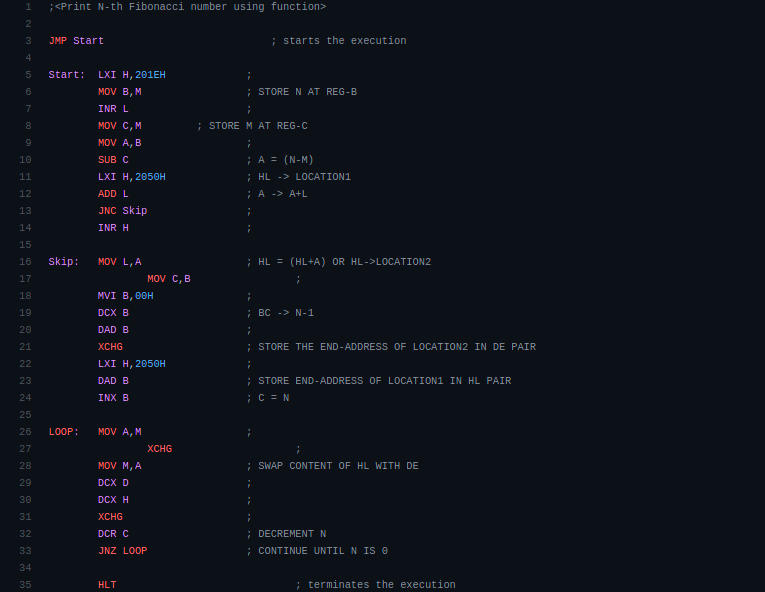 1 ;<Print N-th Fibonacci number using function>
2
3 JMP Start ; starts the execution
4
5 Start: LXI H,201EH ;
6 MOV B,M ; STORE N AT REG-B
7 INR L ;
8 MOV C,M ; STORE M AT REG-C
9 MOV A,B ;
10 SUB C ; A = (N-M)
11 LXI H,2050H ; HL -> LOCATION1
12 ADD L ; A -> A+L
13 JNC Skip ;
14 INR H ;
15
16 Skip: MOV L,A ; HL = (HL+A) OR HL->LOCATION2
17 MOV C,B ;
18 MVI B,00H ;
19 DCX B ; BC -> N-1
20 DAD B ;
21 XCHG ; STORE THE END-ADDRESS OF LOCATION2 IN DE PAIR
22 LXI H,2050H ;
23 DAD B ; STORE END-ADDRESS OF LOCATION1 IN HL PAIR
24 INX B ; C = N
25
26 LOOP: MOV A,M ;
27 XCHG ;
28 MOV M,A ; SWAP CONTENT OF HL WITH DE
29 DCX D ;
30 DCX H ;
31 XCHG ;
32 DCR C ; DECREMENT N
33 JNZ LOOP ; CONTINUE UNTIL N IS 0
34
35 HLT ; terminates the execution